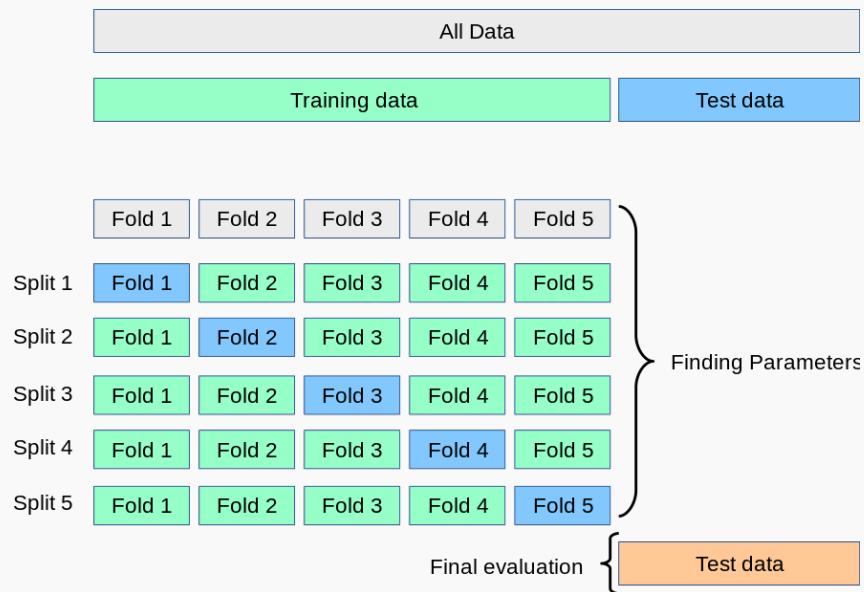 All Data
Training data Test data
Fold 1 Fold 2 Fold 3 Fold 4 Fold 5
Split 1 Fold 1 Fold 2 Fold 3 Fold 4 Fold 5
Split 2 Fold 1 Fold 2 Fold 3 Fold 4 Fold 5
Finding Parameters
Split 3 Fold 1 Fold 2 Fold 3 Fold 4 Fold 5
Split 4 Fold 1 Fold 2 Fold 3 Fold 4 Fold 5
Split 5 Fold 1 Fold 2 Fold 3 Fold 4 Fold 5
Final evaluation Test data